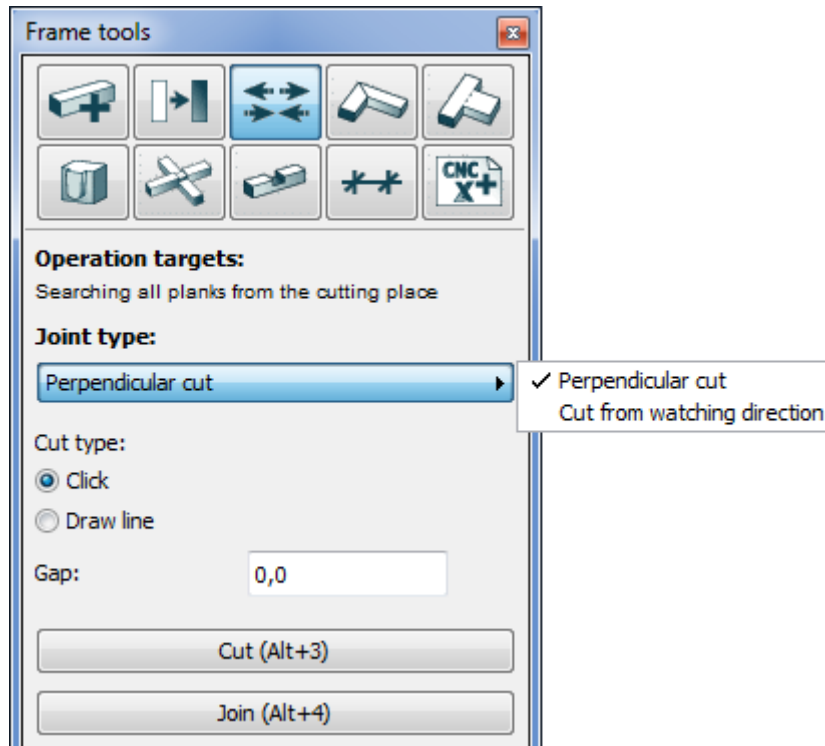 Frame tools
CNC
X+
Operation targets:
Searching all planks from the cutting place
Joint type:
Perpendicular cut
Perpendicular cut
Cut from watching direction
Cut type:
Click
Draw line
Gap: 0,0
Cut (Alt+3)
Join (Alt+4)